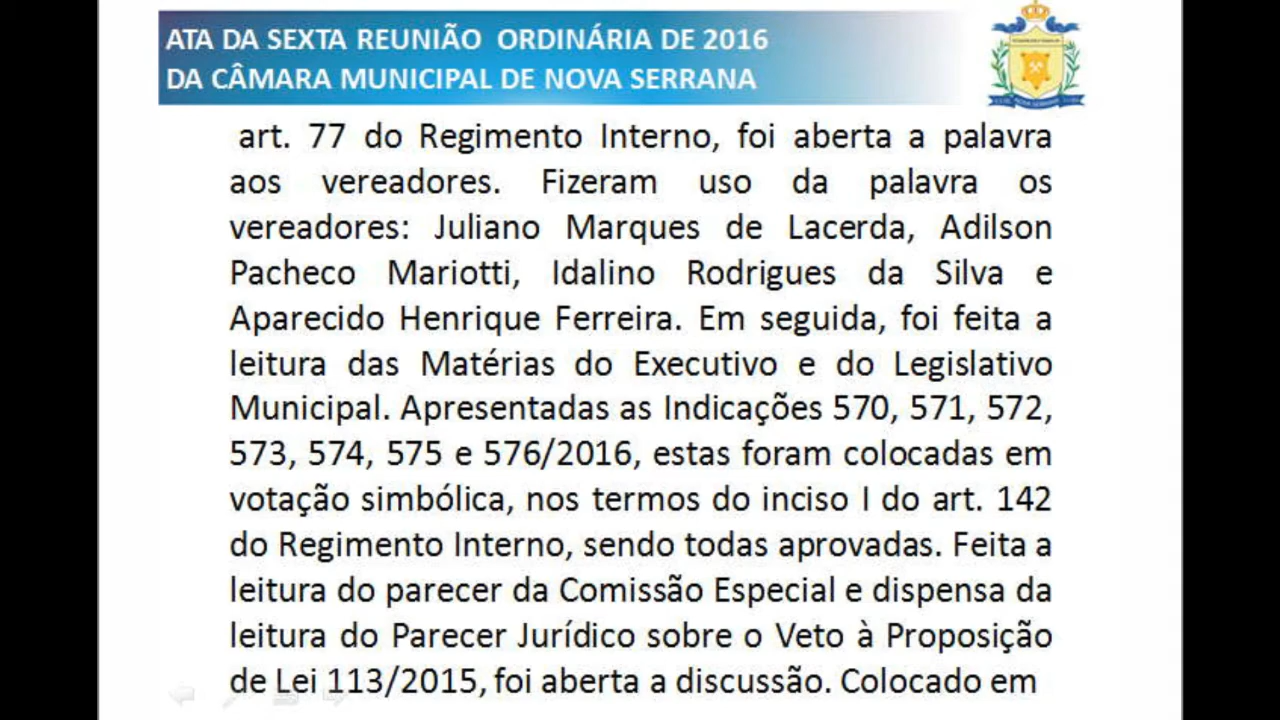 ATA DA SEXTA REUNIÃO ORDINÁRIA DE 2016
DA CÂMARA MUNICIPAL DE NOVA SERRANA
art. 77 do Regimento Interno, foi aberta a palavra
aos vereadores. Fizeram uso da palavra os
vereadores: Juliano Marques de Lacerda, Adilson
Pacheco Mariotti, Idalino Rodrigues da Silva e
Aparecido Henrique Ferreira. Em seguida, foi feita a
leitura das Matérias do Executivo e do Legislativo
Municipal. Apresentadas as Indicações 570, 571, 572,
573, 574, 575 e 576/2016, estas foram colocadas em
votação simbólica, nos termos do inciso I do art. 142
do Regimento Interno, sendo todas aprovadas. Feita a
leitura do parecer da Comissão Especial e dispensa da
leitura do Parecer Jurídico sobre o Veto à Proposição
de Lei 113/2015, foi aberta a discussão. Colocado em